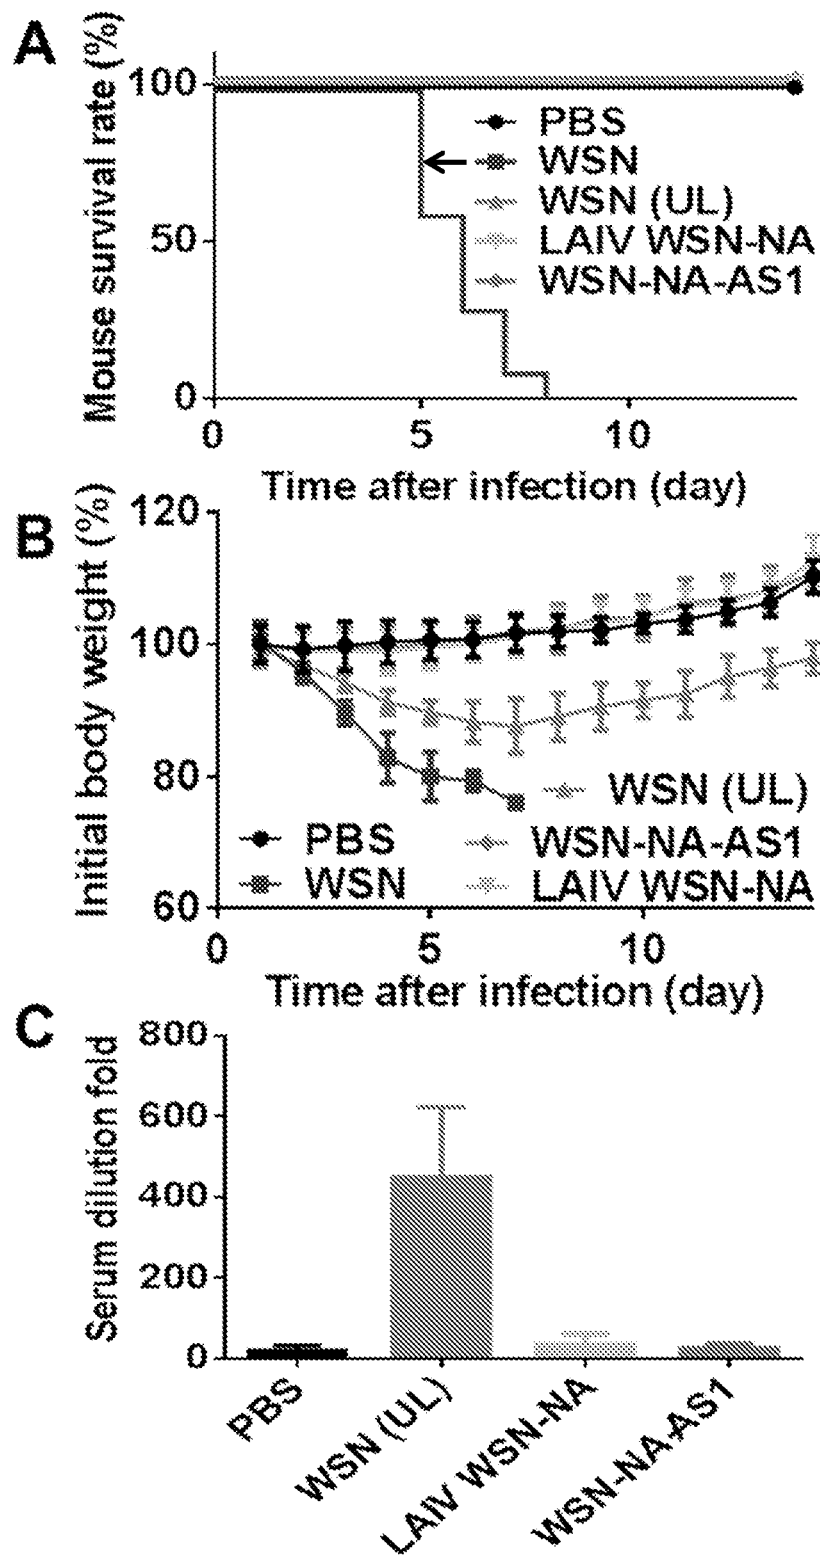 A
Mouse survival rate (%)
100
50
0
PBS
WSN
WSN (UL)
LAIV WSN-NA
WSN-NA-AS1
0 5 10
Time after infection (day)
B
Initial body weight (%)
120
100
80
60
WSN (UL)
PBS WSN-NA-AS1
WSN LAIV WSN-NA
0 5 10
Time after infection (day)
C
Serum dilution fold
800
600
400
200
0
PBS
WSN (UL)
LAIV WSN-NA
WSN-NA-AS1